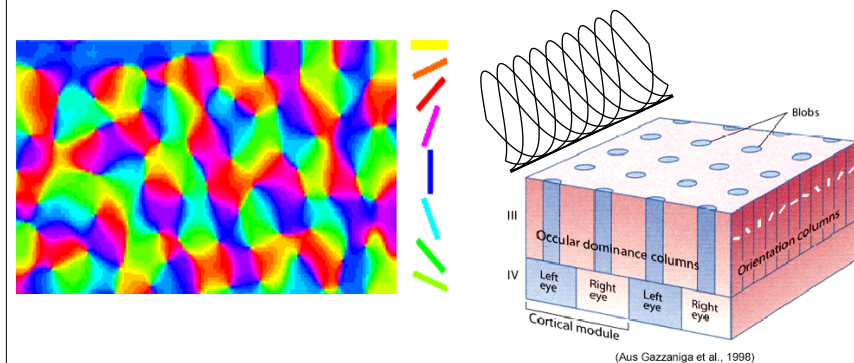 Blobs
III
Occular dominance columns
Orientation columns
IV
Left
eye
Right
eye
Left
eye
Right
eye
Cortical module
(Aus Gazzaniga et al., 1998)